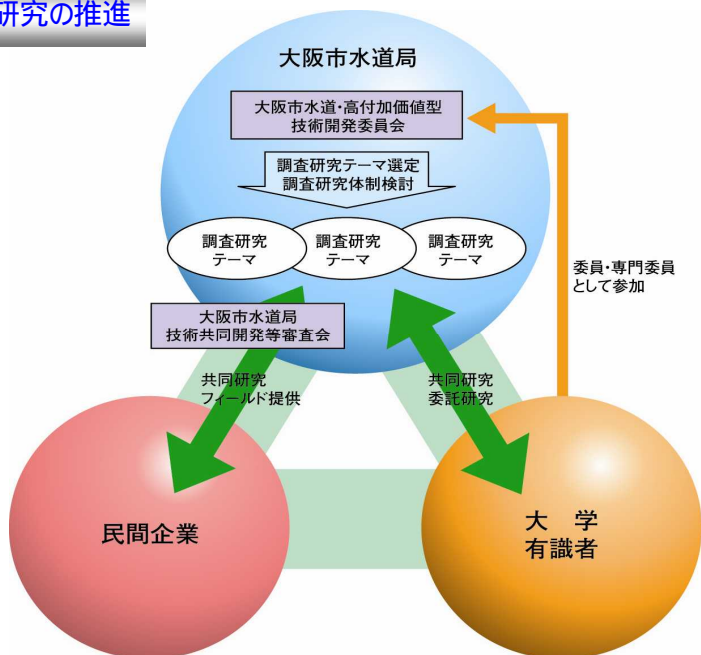 研究の推進
大阪市水道局
大阪市水道・高付加価値型
技術開発委員会
調査研究テーマ選定
調査研究体制検討
調査研究
テーマ
調査研究
テーマ
調査研究
テーマ
委員・専門委員
として参加
大阪市水道局
技術共同開発等審査会
共同研究
フィールド提供
共同研究
委託研究
民間企業
大　学
有識者